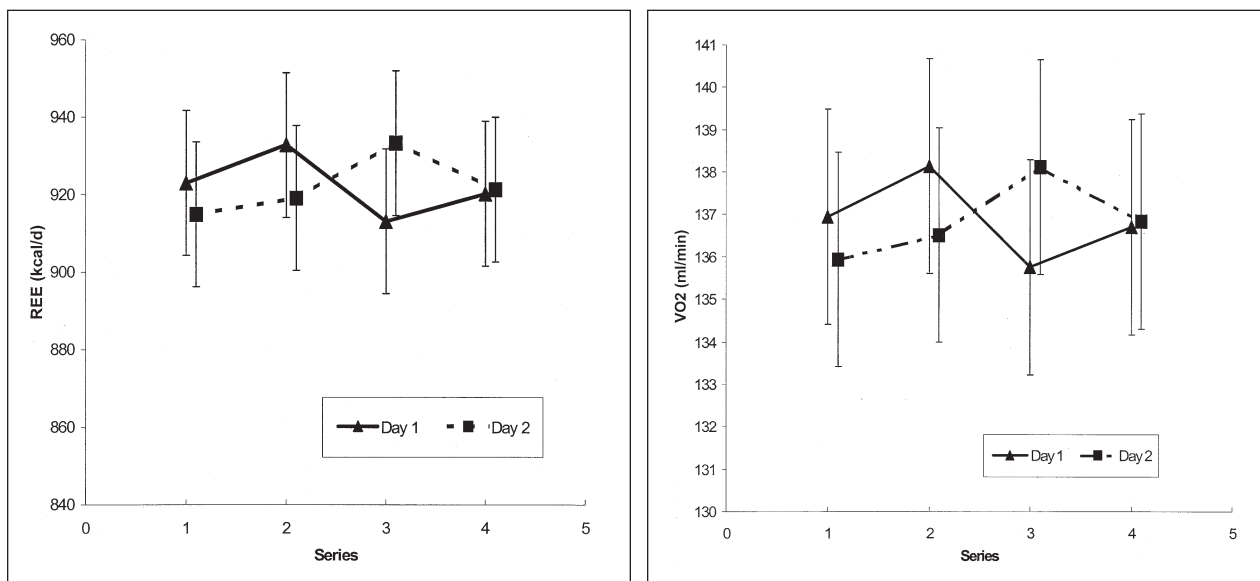 960
940
920
900
880
860
840
REE (kcal/d)
Day 1
Day 2
0 1 2 3 4 5
Series
141
140
139
138
137
136
135
134
133
132
131
130
VO2 (ml/min)
Day 1
Day 2
0 1 2 3 4 5
Series